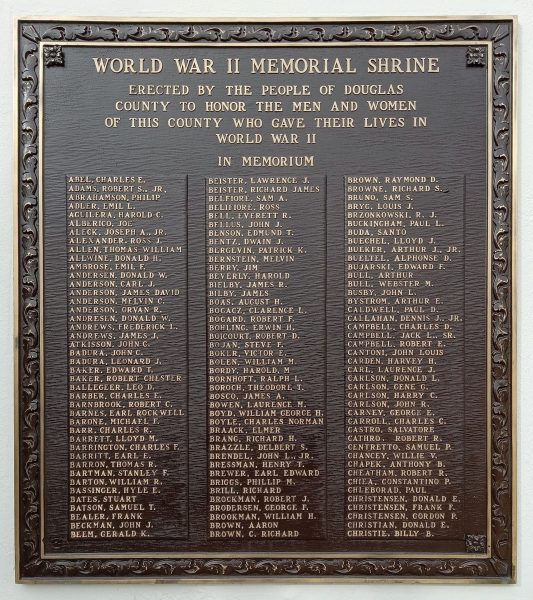 WORLD WAR II MEMORIAL SHRINE
ERECTED BY THE PEOPLE OF DOUGLAS
COUNTY TO HONOR THE MEN AND WOMEN
OF THIS COUNTY WHO GAVE THEIR LIVES IN
WORLD WAR II
IN MEMORIUM
ABEL, CHARLES E.
ADAMS, ROBERT S., JR,
ABRAHAMSON, PHILIP
ADLER, EMIL L.
AGUILERA, HAROLD C.
ALBERICO, JOE
ALECK, JOSEPH A., JR.
ALEXANDER, ROSS J.
ALLEN, THOMAS WILLIAM
ALLWINE, DONALD H.
AMBROSE, EMIL E.
ANDERSEN, DONALD W.
ANDERSON, CARL J.
ANDERSON, JAMES DAVID
ANDERSON, MELVIN C.
ANDERSON, ORVAN R.
ANDRESEN, DONALD W.
ANDREWS, FREDERICK L.
ANDREWS, JAMES J.
ATKISSON, JOHN C.
BADURA, JOHN C.
BADURA, LEONARD J.
BAKER, EDWARD T.
BAKER, ROBERT CHESTER
BALLEGEER, LEO D.
BARBER, CHARLES E.
BARNBROOK, ROBERT C.
BARNES, EARL ROCKWELL
BARONE, MICHAEL F.
BARR, CHARLES R.
BARRETT, LLOYD M.
BARRINGTON, CHARLES F.
BARRITT, EARL E.
BARRON, THOMAS R.
BARTMAN, STANLEY F.
BARTON, WILLIAM R.
BASSINGER, HYLE E.
BATES, STUART
BATSON, SAMUEL T.
BEALER, FRANK
BECKMAN, JOHN J.
BEEM, GERALD K.
BEISTER, LAWRENCE J.
BEISTER, RICHARD JAMES
BELFIORE, SAM A.
BELLIFIORE, ROSS
BELL, EVERETT R.
BELLUS, JOHN J.
BENSON, EDMUND T.
BENTZ, DWAN J.
BERGEVIN, PATRICK K.
BERNSTEIN, MELVIN
BERRY, JIM
BEVERLY, HAROLD
BIELBY, JAMES R.
BILBY, JAMES
BOAS, AUGUST H.
BOGACZ, CLARENCE L.
BOGARD, ROBERT F.
BOHLING, ERWIN H,
BOJCOURT, ROBERT D.
BOJAN, STEVE T.
BOKLR, VICTOR E.
BOLEN, WILLIAM M.
BORDY, HAROLD, M
BORNHOFT, RALPH L.
BOROCH, THEODORE T.
BOSCO, JAMES A.
BOWEN, LAURENCE M.
BOYD, WILLIAM GEORGE H.
BOYLE, CHARLES NORMAN
BRAACK, ELMER
BRANG, RICHARD H.
BRAZZLE, DELBERT S.
BRENDEL, JOHN L., JR.
BRESSMAN, HENRY T.
BREWER, EARL EDWARD
BRIGGS, PHILLIP M.
BRILL, RICHARD
BROCKMAN, ROBERT J.
BRODERSEN, GEORGE F.
BROOKMAN, WILLIAM H.
BROWN, AARON
BROWN, C. RICHARD
BROWN, RAYMOND D.
BROWNE, RICHARD S.
BRUNO, SAM S.
BRYG, LOUIS J.
BRZONKOWSKI, R. J.
BUCKINGHAM, PAUL L.
BUDA, SANTO
BUECHEL, LLOYD J.
BUEKER, ARTHUR J., JR.
BUELTEL, ALPHONSE D.
BUJARSKI, EDWARD F.
BULL, ARTHUR
BULL, WEBSTER M.
BUSBY, JOHN L.
BYSTROM, ARTHUR E.
CALDWELL, PAUL D.
CALLAHAN, DENNIS J., JR.
CAMPBELL, CHARLES D.
CAMPBELL, JACK L., SR.
CAMPBELL, ROBERT E.
CANTONI, JOHN LOUIS
CARDEN, HARVEY H.
CARL, LAURENCE J.
CARLSON, DONALD L.
CARLSON, GENE G.
CARLSON, HARRY C.
CARLSON, JOHN R,
CARNEY, GEORGE E.
CARROLL, CHARLES C.
CASTRO, SALVATORE
CATHRO, ROBERT R.
CENTRETTO, SAMUEL P.
CHANCEY, WILLIE V.
CHAPEK, ANTHONY B.
CHEATHAM, ROBERT B.
CHIEA, CONSTANTINO P.
CHLEBORAD, PAUL
CHRISTENSEN, DONALD E.
CHRISTENSEN, FRANK F.
CHRISTENSEN, GORDON P.
CHRISTIAN, DONALD E.
CHRISTIE, BILLY B.